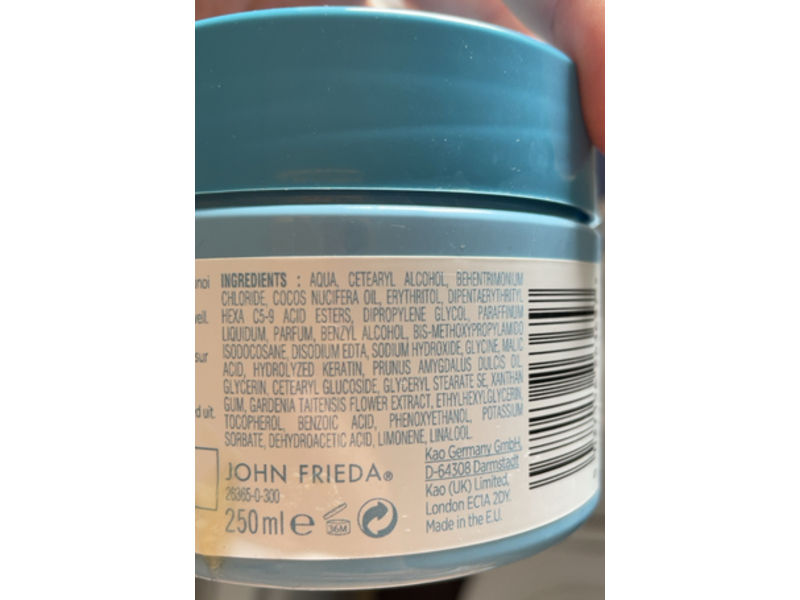 INGREDIENTS : AQUA, CETEARYL ALCOHOL, BEHENTRIMONIUM
CHLORIDE, COCOS NUCIFERA OIL, ERYTHRITOL, DIPENTAERYTHRITYL
HEXA C5-9 ACID ESTERS, DIPROPYLENE GLYCOL, PARAFFINUM
LIQUIDUM, PARFUM, BENZYL ALCOHOL, BIS-METHOXYPROPYLAMIDO
ISODOCOSANE, DISODIUM EDTA, SODIUM HYDROXIDE, GLYCINE, MALIC
ACID, HYDROLYZED KERATIN, PRUNUS AMYGDALUS DULCIS OIL,
GLYCERIN, CETEARYL GLUCOSIDE, GLYCERYL STEARATE SE, XANTHAN
GUM, GARDENIA TAITENSIS FLOWER EXTRACT, ETHYLHEXYLGLYCERIN,
TOCOPHEROL, BENZOIC ACID, PHENOXYETHANOL, POTASSIUM
SORBATE, DEHYDROACETIC ACID, LIMONENE, LINALOOL.
JOHN FRIEDA®
26365-0-300
250 ml e 36M
Kao Germany GmbH,
D-64308 Darmstadt
Kao (UK) Limited,
London EC1A 2DY.
Made in the E.U.
sur
d uit.